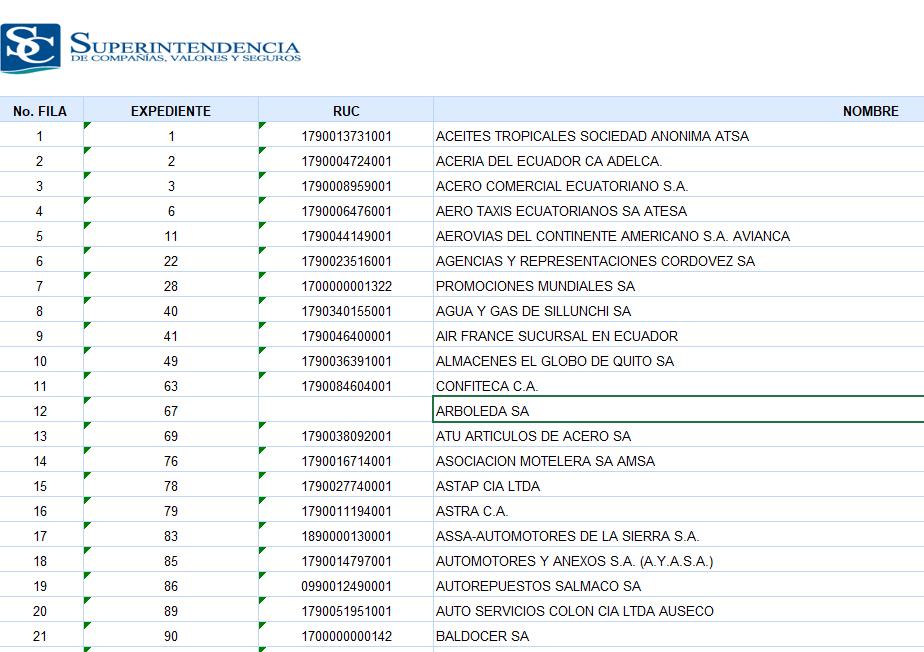 SC SUPERINTENDENCIA
DE COMPAÑÍAS, VALORES Y SEGUROS
No. FILA EXPEDIENTE RUC NOMBRE
1 1 1790013731001 ACEITES TROPICALES SOCIEDAD ANONIMA ATSA
2 2 1790004724001 ACERIA DEL ECUADOR CA ADELCA.
3 3 1790008959001 ACERO COMERCIAL ECUATORIANO S.A.
4 6 1790006476001 AERO TAXIS ECUATORIANOS SA ATESA
5 11 1790044149001 AEROVIAS DEL CONTINENTE AMERICANO S.A. AVIANCA
6 22 1790023516001 AGENCIAS Y REPRESENTACIONES CORDOVEZ SA
7 28 1700000001322 PROMOCIONES MUNDIALES SA
8 40 1790340155001 AGUA Y GAS DE SILLUNCHI SA
9 41 1790046400001 AIR FRANCE SUCURSAL EN ECUADOR
10 49 1790036391001 ALMACENES EL GLOBO DE QUITO SA
11 63 1790084604001 CONFITECA C.A.
12 67 ARBOLEDA SA
13 69 1790038092001 ATU ARTICULOS DE ACERO SA
14 76 1790016714001 ASOCIACION MOTELERA SA AMSA
15 78 1790027740001 ASTAP CIA LTDA
16 79 1790011194001 ASTRA C.A.
17 83 1890000130001 ASSA-AUTOMOTORES DE LA SIERRA S.A.
18 85 1790014797001 AUTOMOTORES Y ANEXOS S.A. (A.Y.A.S.A.)
19 86 0990012490001 AUTOREPUESTOS SALMACO SA
20 89 1790051951001 AUTO SERVICIOS COLON CIA LTDA AUSECO
21 90 1700000000142 BALDOCER SA